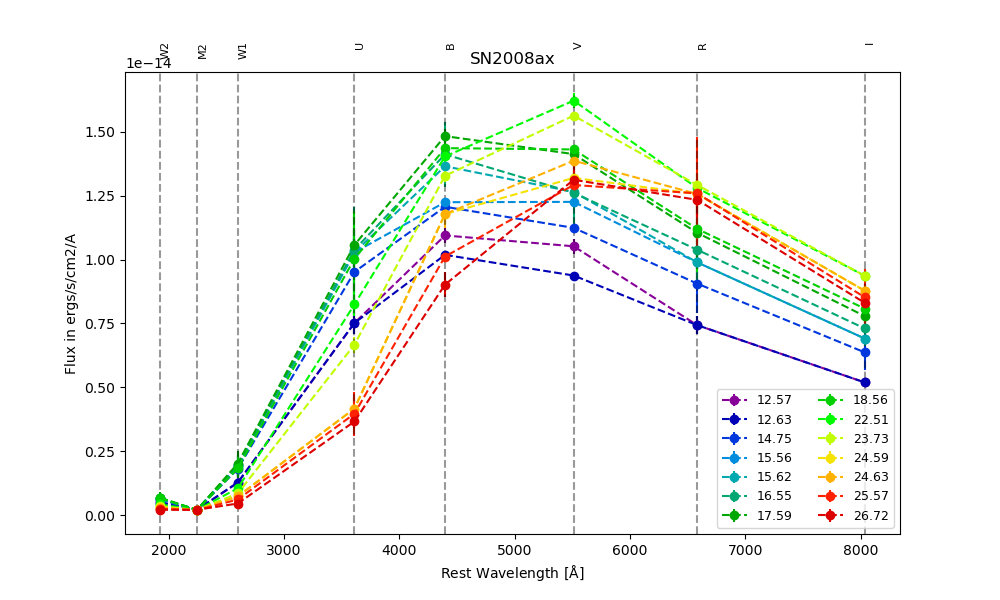 W2 M2 W1 U B V R I
1e−14 SN2008ax
Flux in ergs/s/cm2/A
1.50
1.25
1.00
0.75
0.50
0.25
0.00
12.57 18.56
12.63 22.51
14.75 23.73
15.56 24.59
15.62 24.63
16.55 25.57
17.59 26.72
2000 3000 4000 5000 6000 7000 8000
Rest Wavelength [Å]